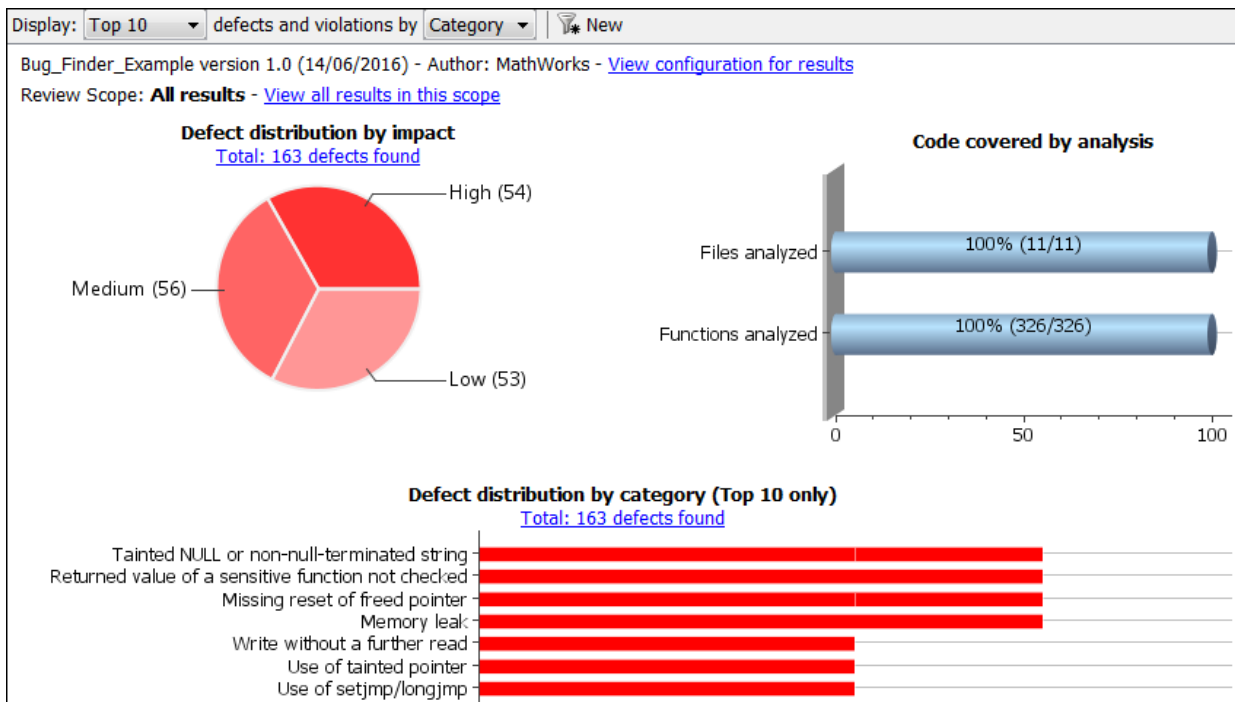 Display: Top 10 defects and violations by Category New
Bug_Finder_Example version 1.0 (14/06/2016) - Author: MathWorks - View configuration for results
Review Scope: All results - View all results in this scope
Defect distribution by impact
Total: 163 defects found
High (54)
Medium (56)
Low (53)
Code covered by analysis
Files analyzed 100% (11/11)
Functions analyzed 100% (326/326)
0 50 100
Defect distribution by category (Top 10 only)
Total: 163 defects found
Tainted NULL or non-null-terminated string
Returned value of a sensitive function not checked
Missing reset of freed pointer
Memory leak
Write without a further read
Use of tainted pointer
Use of setjmp/longjmp